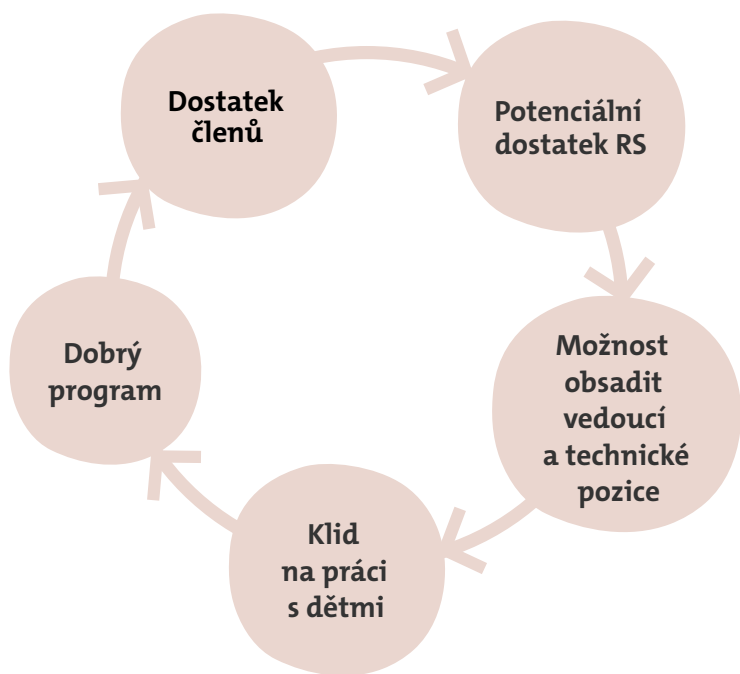 Dostatek
členů
Potenciální
dostatek RS
Možnost
obsadit
vedoucí
a technické
pozice
Klid
na práci
s dětmi
Dobrý
program